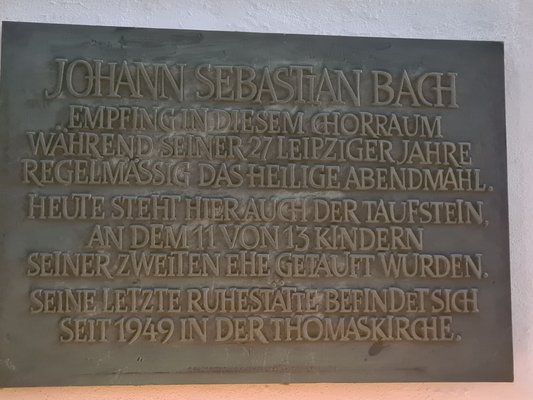 JOHANN SEBASTIAN BACH
EMPFING IN DIESEM CHORRAUM
WÄHREND SEINER 27 LEIPZIGER JAHRE
REGELMÄSSIG DAS HEILIGE ABENDMAHL.
HEUTE STEHT HIER AUCH DER TAUFSTEIN,
AN DEM 11 VON 13 KINDERN
SEINER ZWEITEN EHE GETAUFT WURDEN.
SEINE LETZTE RUHESTÄTTE BEFINDET SICH
SEIT 1949 IN DER THOMASKIRCHE.